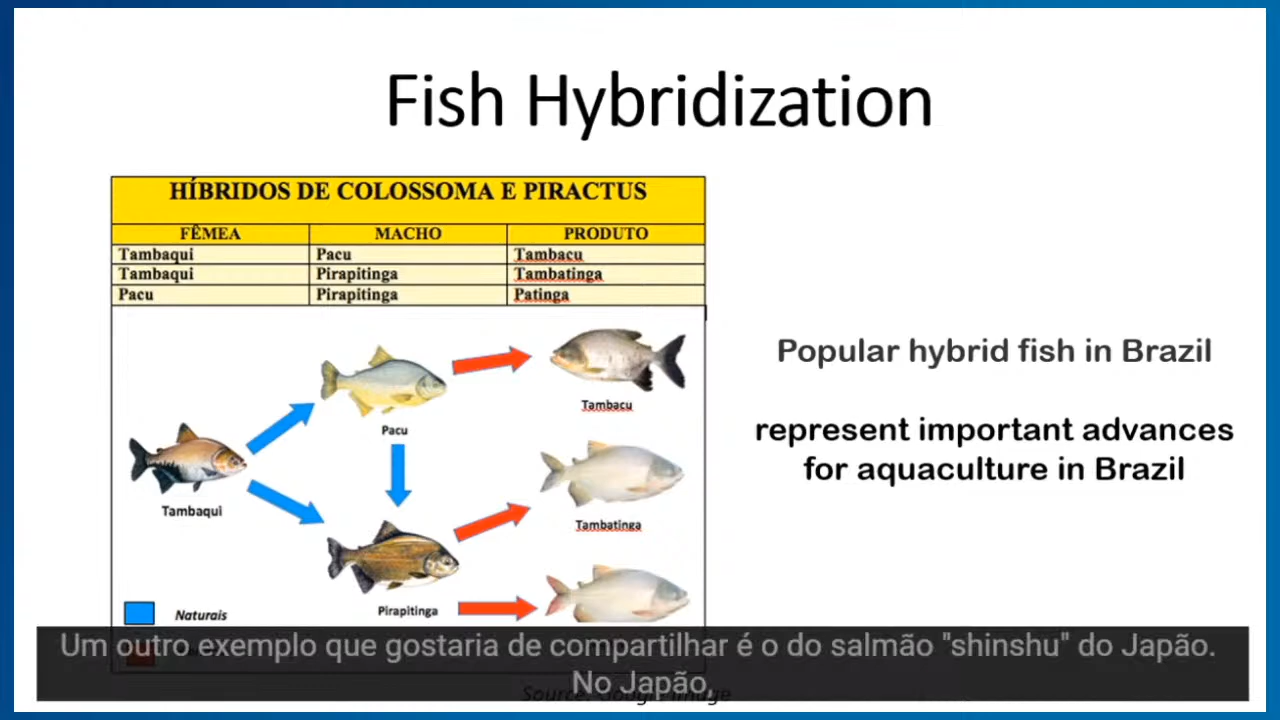 Fish Hybridization
HÍBRIDOS DE COLOSSOMA E PIRACTUS
FÊMEA MACHO PRODUTO
Tambaqui Pacu Tambacu
Tambaqui Pirapitinga Tambatinga
Pacu Pirapitinga Patinga
Tambacu
Pacu
Tambaqui
Tambatinga
Pirapitinga
Naturais
Popular hybrid fish in Brazil
represent important advances
for aquaculture in Brazil
Um outro exemplo que gostaria de compartilhar é o do salmão "shinshu" do Japão.
No Japão,